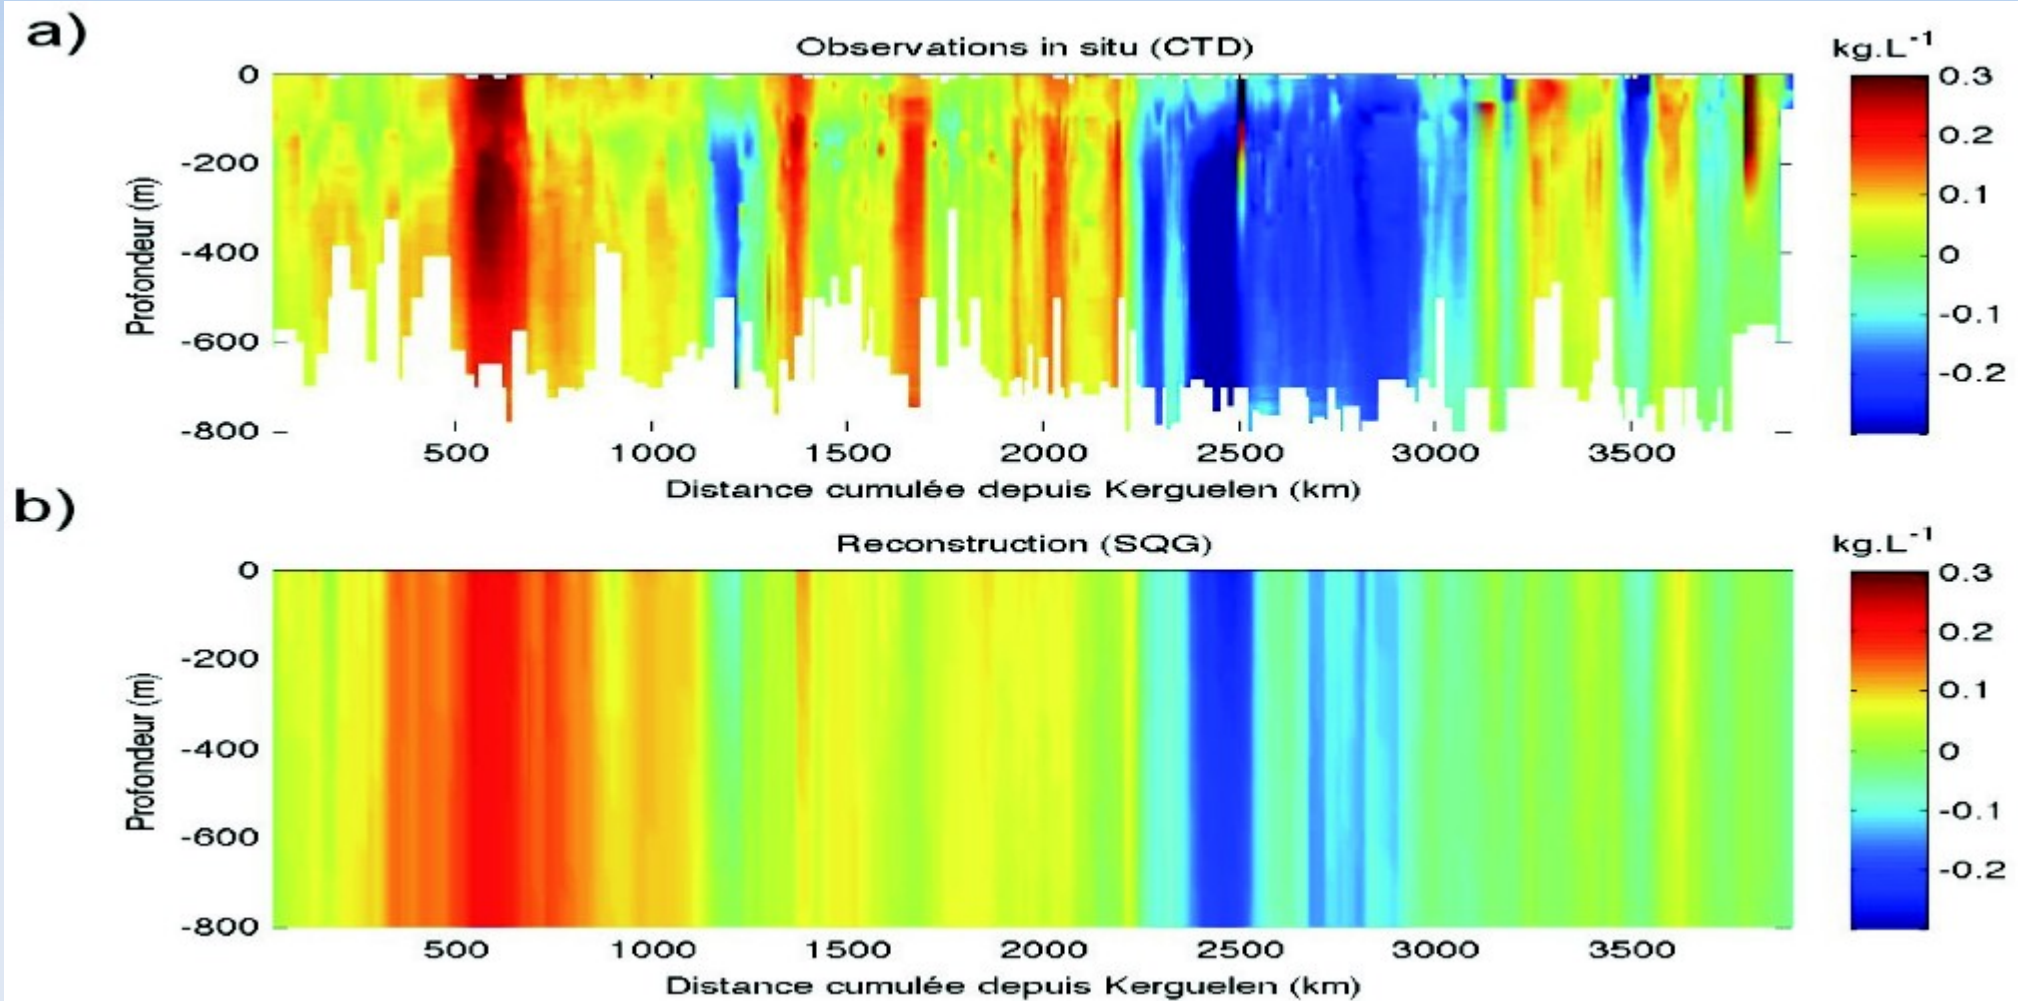 a)
Observations in situ (CTD)
kg.L-1
0
-200
-400
-600
-800
Profondeur (m)
500 1000 1500 2000 2500 3000 3500
Distance cumulée depuis Kerguelen (km)
0.3
0.2
0.1
0
-0.1
-0.2
b)
Reconstruction (SQG)
kg.L-1
0
-200
-400
-600
-800
Profondeur (m)
500 1000 1500 2000 2500 3000 3500
Distance cumulée depuis Kerguelen (km)
0.3
0.2
0.1
0
-0.1
-0.2